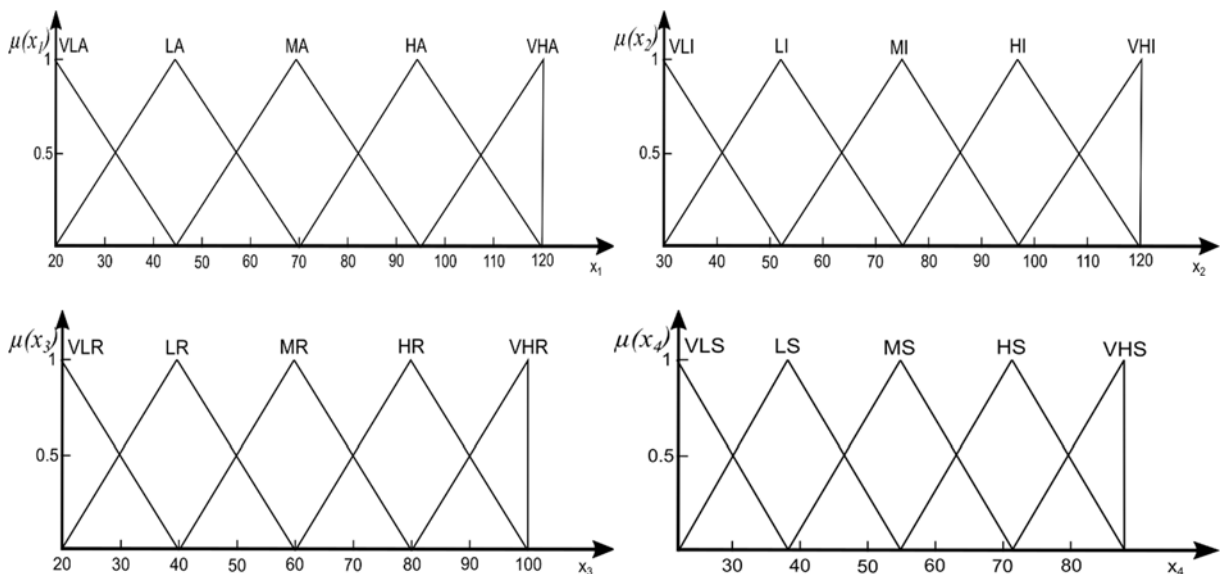 μ(x₁) VLA LA MA HA VHA
1
0.5
20 30 40 50 60 70 80 90 100 110 120
x₁
μ(x₂) VLI LI MI HI VHI
1
0.5
30 40 50 60 70 80 90 100 110 120
x₂
μ(x₃) VLR LR MR HR VHR
1
0.5
20 30 40 50 60 70 80 90 100
x₃
μ(x₄) VLS LS MS HS VHS
1
0.5
30 40 50 60 70 80
x₄